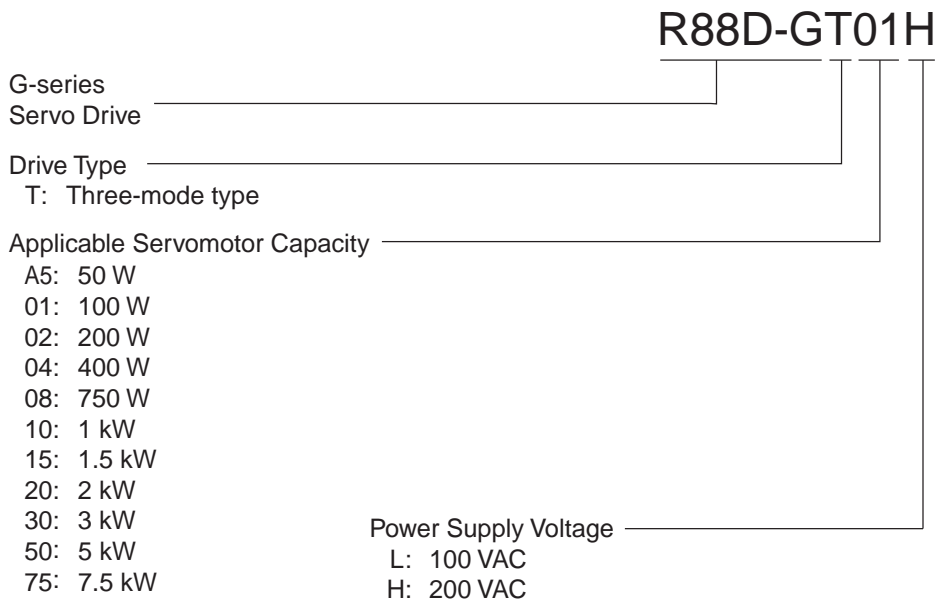 R88D-GT01H
G-series
Servo Drive
Drive Type
T: Three-mode type
Applicable Servomotor Capacity
A5: 50 W
01: 100 W
02: 200 W
04: 400 W
08: 750 W
10: 1 kW
15: 1.5 kW
20: 2 kW
30: 3 kW
50: 5 kW
75: 7.5 kW
Power Supply Voltage
L: 100 VAC
H: 200 VAC